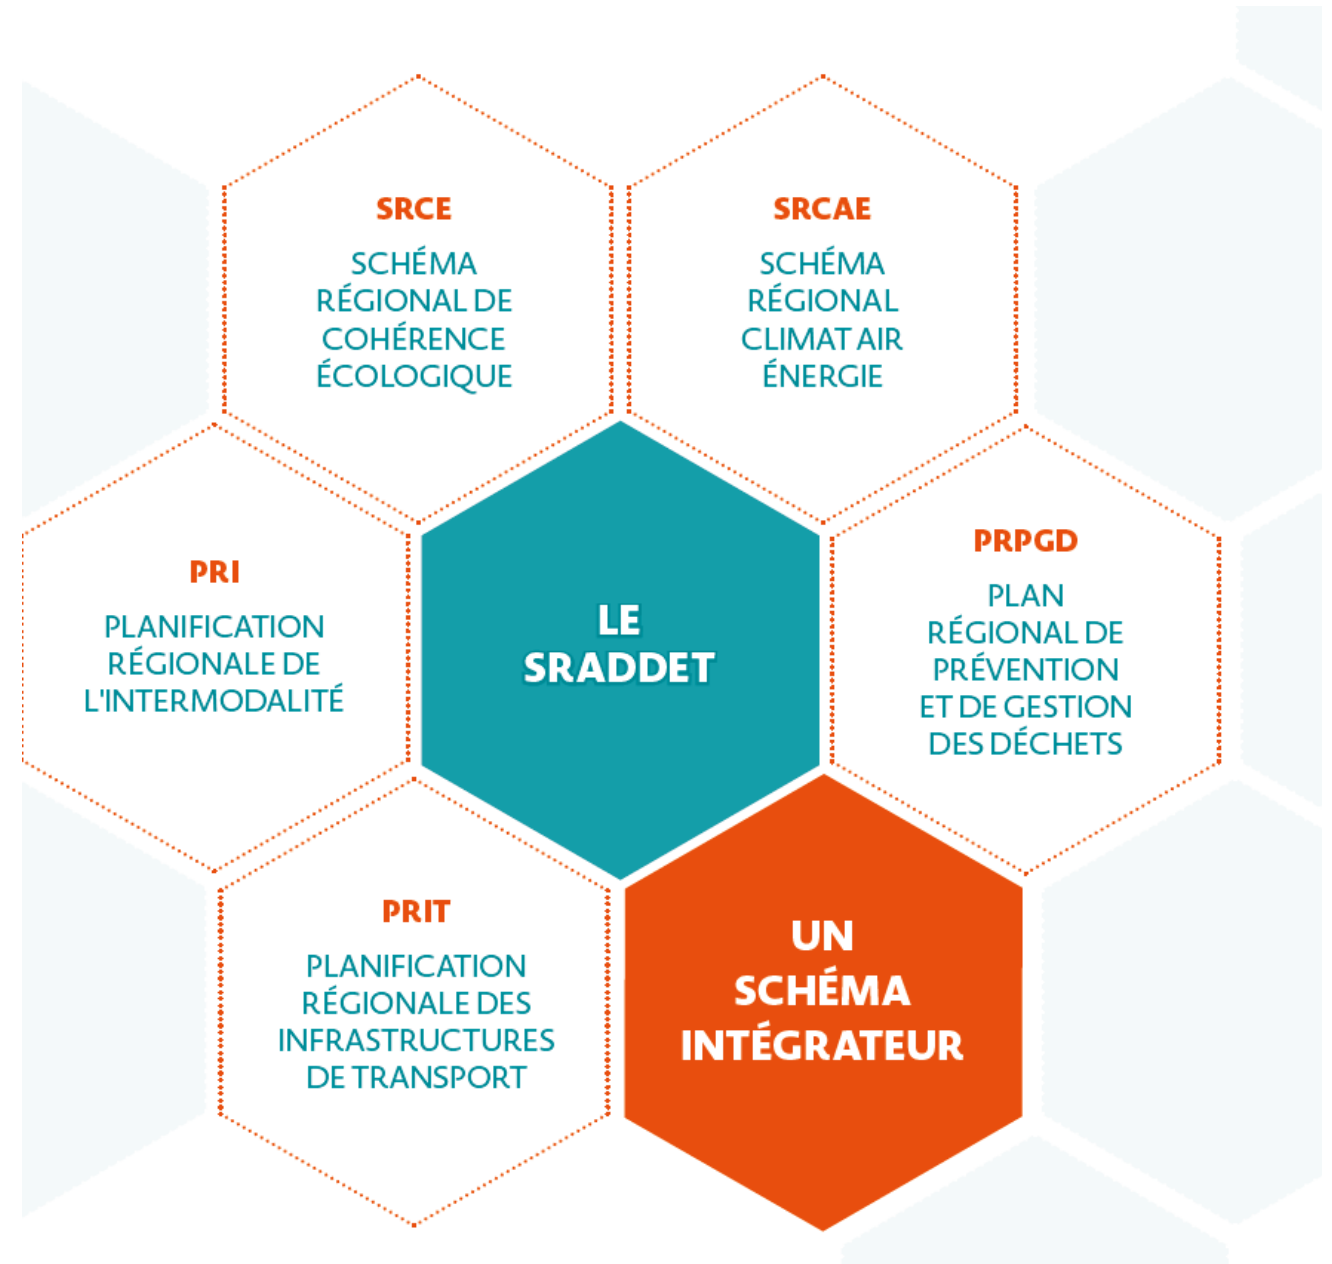 SRCE
SCHÉMA
RÉGIONAL DE
COHÉRENCE
ÉCOLOGIQUE
SRCAE
SCHÉMA
RÉGIONAL
CLIMAT AIR
ÉNERGIE
PRI
PLANIFICATION
RÉGIONALE DE
L'INTERMODALITÉ
LE
SRADDET
PRPGD
PLAN
RÉGIONAL DE
PRÉVENTION
ET DE GESTION
DES DÉCHETS
PRIT
PLANIFICATION
RÉGIONALE DES
INFRASTRUCTURES
DE TRANSPORT
UN
SCHÉMA
INTÉGRATEUR